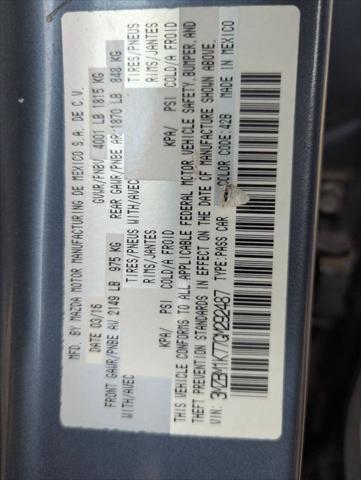 MFD. BY MAZDA MOTOR MANUFACTURING DE MEXICO S.A. DE C.V.
DATE 03/16 GVWR/PNBV 4001 LB 1815 KG
FRONT GAWR/PNBE AU 2149 LB 975 KG REAR GAWR/PNBE AR 1870 LB 848 KG
WITH/AVEC TIRES/PNEUS WITH/AVEC TIRES/PNEUS
RIMS/JANTES RIMS/JANTES
KPA/ PSI COLD/A FROID KPA/ PSI COLD/A FROID
THIS VEHICLE CONFORMS TO ALL APPLICABLE FEDERAL MOTOR VEHICLE SAFETY, BUMPER, AND
THEFT PREVENTION STANDARDS IN EFFECT ON THE DATE OF MANUFACTURE SHOWN ABOVE.
VIN: 3MZBM1K77GM292487 TYPE:PASS CAR COLOR CODE:42B MADE IN MEXICO